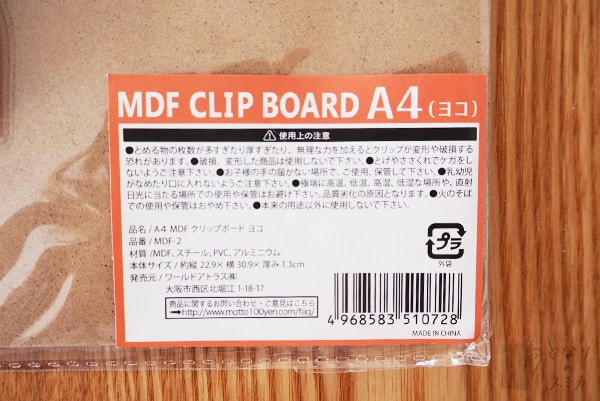 MDF CLIP BOARD A4(ヨコ)
使用上の注意
●とめる物の枚数が多すぎたり厚すぎたり、無理な力を加えるとクリップが変形や破損する
恐れがあります。●破損、変形した商品は使用しないで下さい。●とげやささくれでケガをし
ないようご注意下さい。●お子様の手の届かない場所で、ご使用、保管して下さい。●乳幼児
がなめたり口に入れないようご注意下さい。●極端に高温、低温、高湿、低湿な場所や、直射
日光に当たる場所での使用や保管はお避け下さい。品質劣化の原因となります。●火のそば
での使用や保管はおやめ下さい。●本来の用途以外に使用しないで下さい。
品名/A4 MDF クリップボード ヨコ
品番/MDF-2
材質/MDF、スチール、PVC、アルミニウム
本体サイズ/約縦 22.9×横 30.9×厚み 1.3cm
発売元/ワールドアトラス㈱
大阪市西区北堀江 1-18-17
商品に関するお問い合わせ・ご意見はこちら
→http://www.motto100yen.com/faq/
プラ
外袋
4 968583 510728
MADE IN CHINA
となりの
スミカ